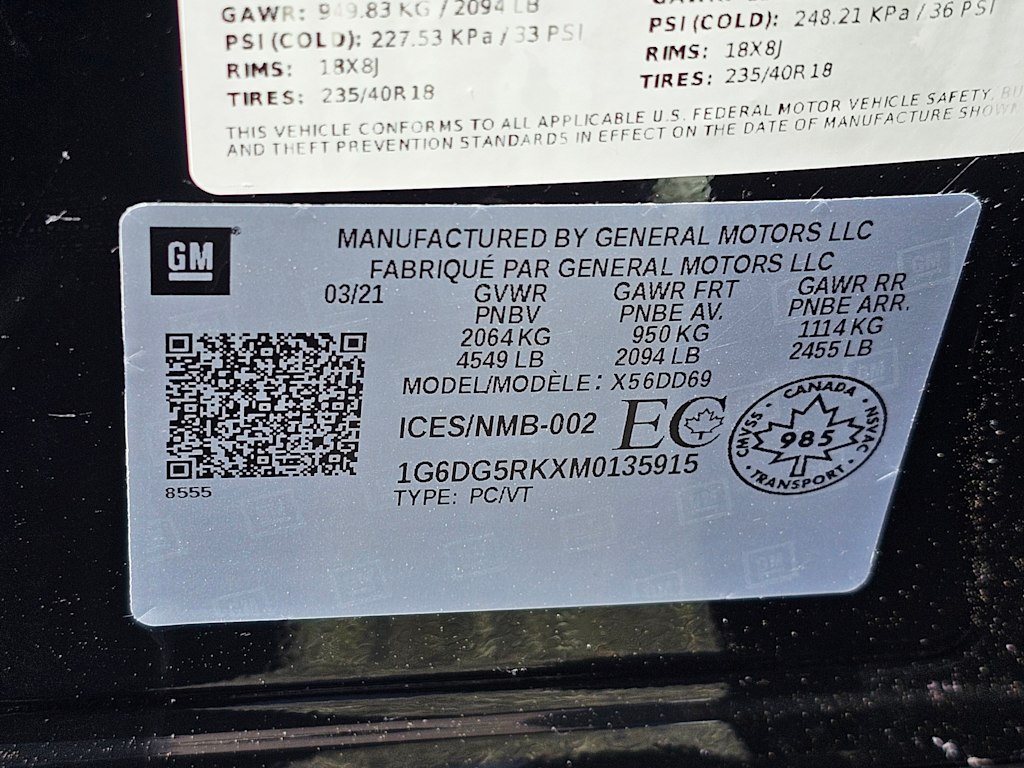 GAWR: 949.83 KG / 2094 LB
PSI (COLD): 227.53 KPa / 33 PSI
RIMS: 18X8J
TIRES: 235/40R18
PSI (COLD): 248.21 KPa / 36 PSI
RIMS: 18X8J
TIRES: 235/40R18
THIS VEHICLE CONFORMS TO ALL APPLICABLE U.S. FEDERAL MOTOR VEHICLE SAFETY, BU
AND THEFT PREVENTION STANDARDS IN EFFECT ON THE DATE OF MANUFACTURE SHOWN
GM
MANUFACTURED BY GENERAL MOTORS LLC
FABRIQUÉ PAR GENERAL MOTORS LLC
03/21 GVWR GAWR FRT GAWR RR
PNBV PNBE AV. PNBE ARR.
2064 KG 950 KG 1114 KG
4549 LB 2094 LB 2455 LB
MODEL/MODÈLE: X56DD69
ICES/NMB-002 EC
1G6DG5RKXM0135915
TYPE: PC/VT
8555
CANADA
CMVSS 985 NSVAC
TRANSPORT